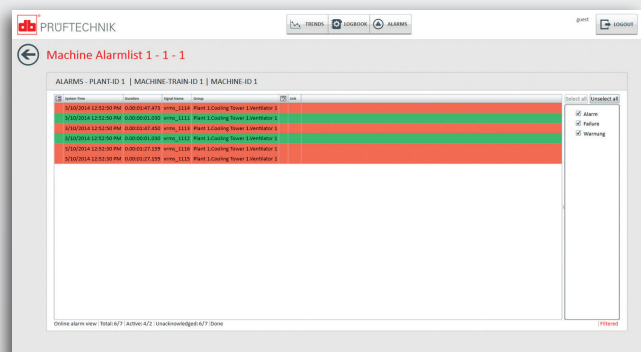 db PRÜFTECHNIK
TRENDS LOGBOOK ALARMS
guest
LOGOUT
Machine Alarmlist 1 - 1 - 1
ALARMS - PLANT-ID 1 | MACHINE-TRAIN-ID 1 | MACHINE-ID 1
Select all Unselect all
System Time Duration Signal Name Group Ack
3/10/2014 12:52:50 PM 0.00:01:47.475 vrms_1114 Plant 1.Cooling Tower 1.Ventilator 1
3/10/2014 12:52:50 PM 0.00:00:01.030 vrms_1111 Plant 1.Cooling Tower 1.Ventilator 1
3/10/2014 12:52:50 PM 0.00:01:47.450 vrms_1113 Plant 1.Cooling Tower 1.Ventilator 1
3/10/2014 12:52:50 PM 0.00:00:01.030 vrms_1112 Plant 1.Cooling Tower 1.Ventilator 1
3/10/2014 12:52:50 PM 0.00:01:27.159 vrms_1116 Plant 1.Cooling Tower 1.Ventilator 1
3/10/2014 12:52:50 PM 0.00:01:27.159 vrms_1115 Plant 1.Cooling Tower 1.Ventilator 1
Alarm
Failure
Warnung
Online alarm view |Total: 6/7 |Active: 4/2 |Unacknowledged: 6/7 |Done
|Filtered